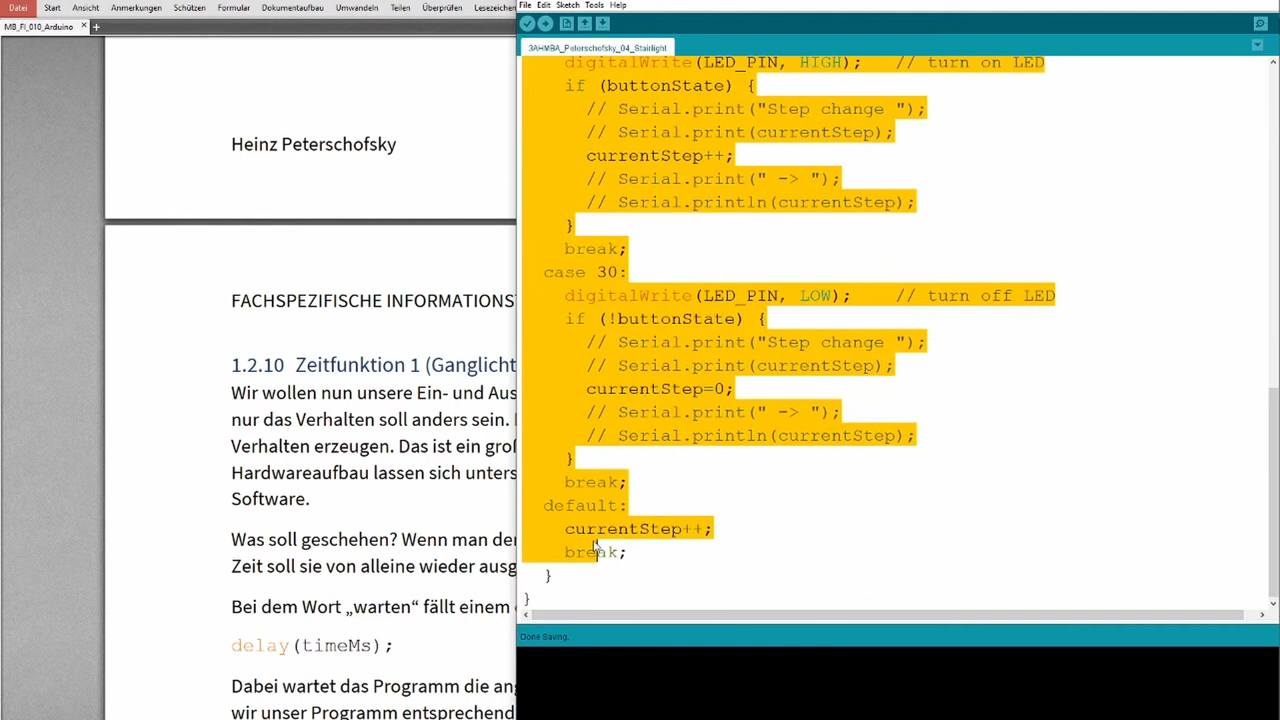 Datei Start Ansicht Anmerkungen Schützen Formular Dokumentaufbau Umwandeln Teilen Überprüfen Lesezeichen
MB_FI_010_Arduino × +
Heinz Peterschofsky
FACHSPEZIFISCHE INFORMATIONS
1.2.10 Zeitfunktion 1 (Ganglicht
Wir wollen nun unsere Ein- und Aus
nur das Verhalten soll anders sein.
Verhalten erzeugen. Das ist ein groß
Hardwareaufbau lassen sich unters
Software.
Was soll geschehen? Wenn man de
Zeit soll sie von alleine wieder ausg
Bei dem Wort „warten“ fällt einem
delay(timeMs);
Dabei wartet das Programm die an
wir unser Programm entsprechend
File Edit Sketch Tools Help
3AHMBA_Peterschofsky_04_Stairlight
digitalWrite(LED_PIN, HIGH); // turn on LED
if (buttonState) {
// Serial.print("Step change ");
// Serial.print(currentStep);
currentStep++;
// Serial.print(" -> ");
// Serial.println(currentStep);
}
break;
case 30:
digitalWrite(LED_PIN, LOW); // turn off LED
if (!buttonState) {
// Serial.print("Step change ");
// Serial.print(currentStep);
currentStep=0;
// Serial.print(" -> ");
// Serial.println(currentStep);
}
break;
default:
currentStep++;
break;
}
}
Done Saving.